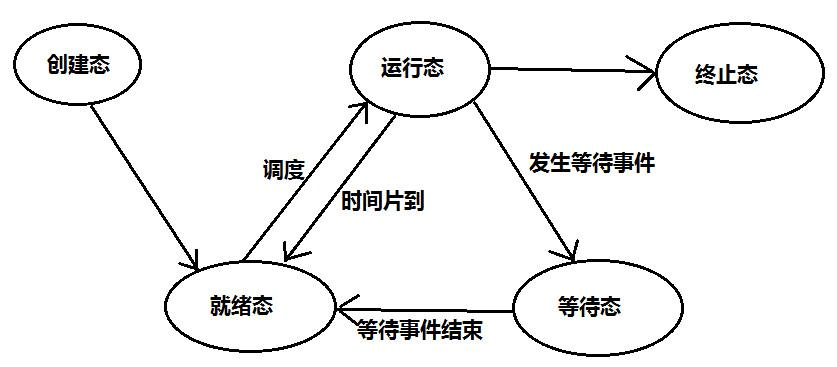 创建态
运行态
终止态
调度
时间片到
发生等待事件
就绪态
等待态
等待事件结束